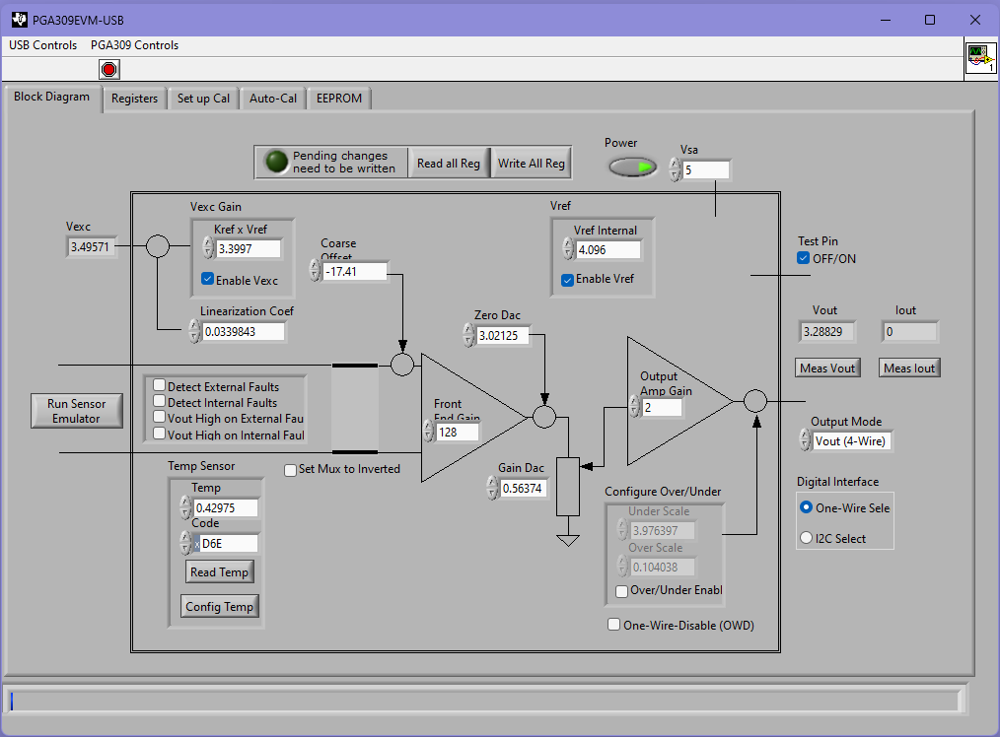 PGA309EVM-USB
USB Controls PGA309 Controls
1
Block Diagram Registers Set up Cal Auto-Cal EEPROM
Pending changes
need to be written
Read all Reg Write All Reg
Power
Vsa
5
Vexc
3.49571
Vexc Gain
Kref x Vref
3.3997
Enable Vexc
Linearization Coef
0.0339843
Coarse
Offset
-17.41
Vref
Vref Internal
4.096
Enable Vref
Test Pin
OFF/ON
Vout Iout
3.28829 0
Meas Vout Meas Iout
Zero Dac
3.02125
Run Sensor
Emulator
Detect External Faults
Detect Internal Faults
Vout High on External Fau
Vout High on Internal Faul
Front
End Gain
128
Output
Amp Gain
2
Output Mode
Vout (4-Wire)
Temp Sensor
Temp
0.42975
Code
x D6E
Read Temp
Config Temp
Set Mux to Inverted
Gain Dac
0.56374
Configure Over/Under
Under Scale
3.976397
Over Scale
0.104038
Over/Under Enabl
One-Wire-Disable (OWD)
Digital Interface
One-Wire Sele
I2C Select